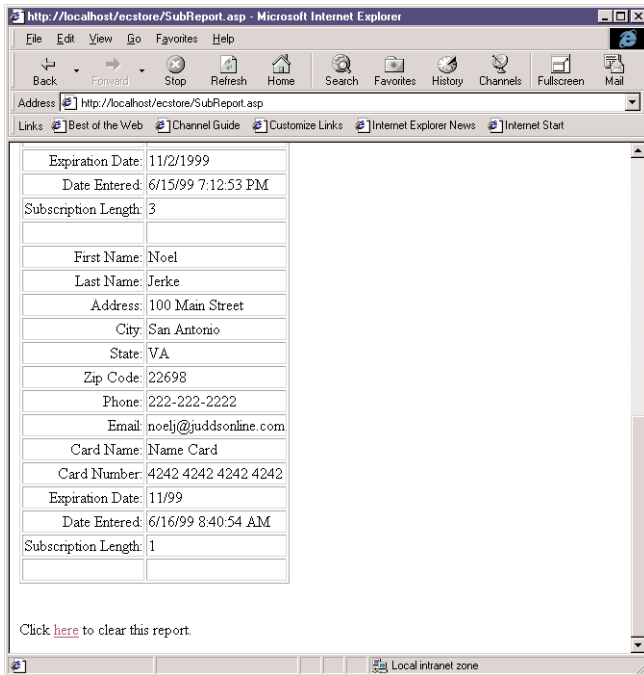 http://localhost/ecstore/SubReport.asp - Microsoft Internet Explorer
File Edit View Go Favorites Help
Back Forward Stop Refresh Home Search Favorites History Channels Fullscreen Mail
Address http://localhost/ecstore/SubReport.asp
Links Best of the Web Channel Guide Customize Links Internet Explorer News Internet Start
Expiration Date: 11/2/1999
Date Entered: 6/15/99 7:12:53 PM
Subscription Length: 3
First Name: Noel
Last Name: Jerke
Address: 100 Main Street
City: San Antonio
State: VA
Zip Code: 22698
Phone: 222-222-2222
Email: noelj@juddsonline.com
Card Name: Name Card
Card Number: 4242 4242 4242 4242
Expiration Date: 11/99
Date Entered: 6/16/99 8:40:54 AM
Subscription Length: 1
Click here to clear this report.
Local intranet zone